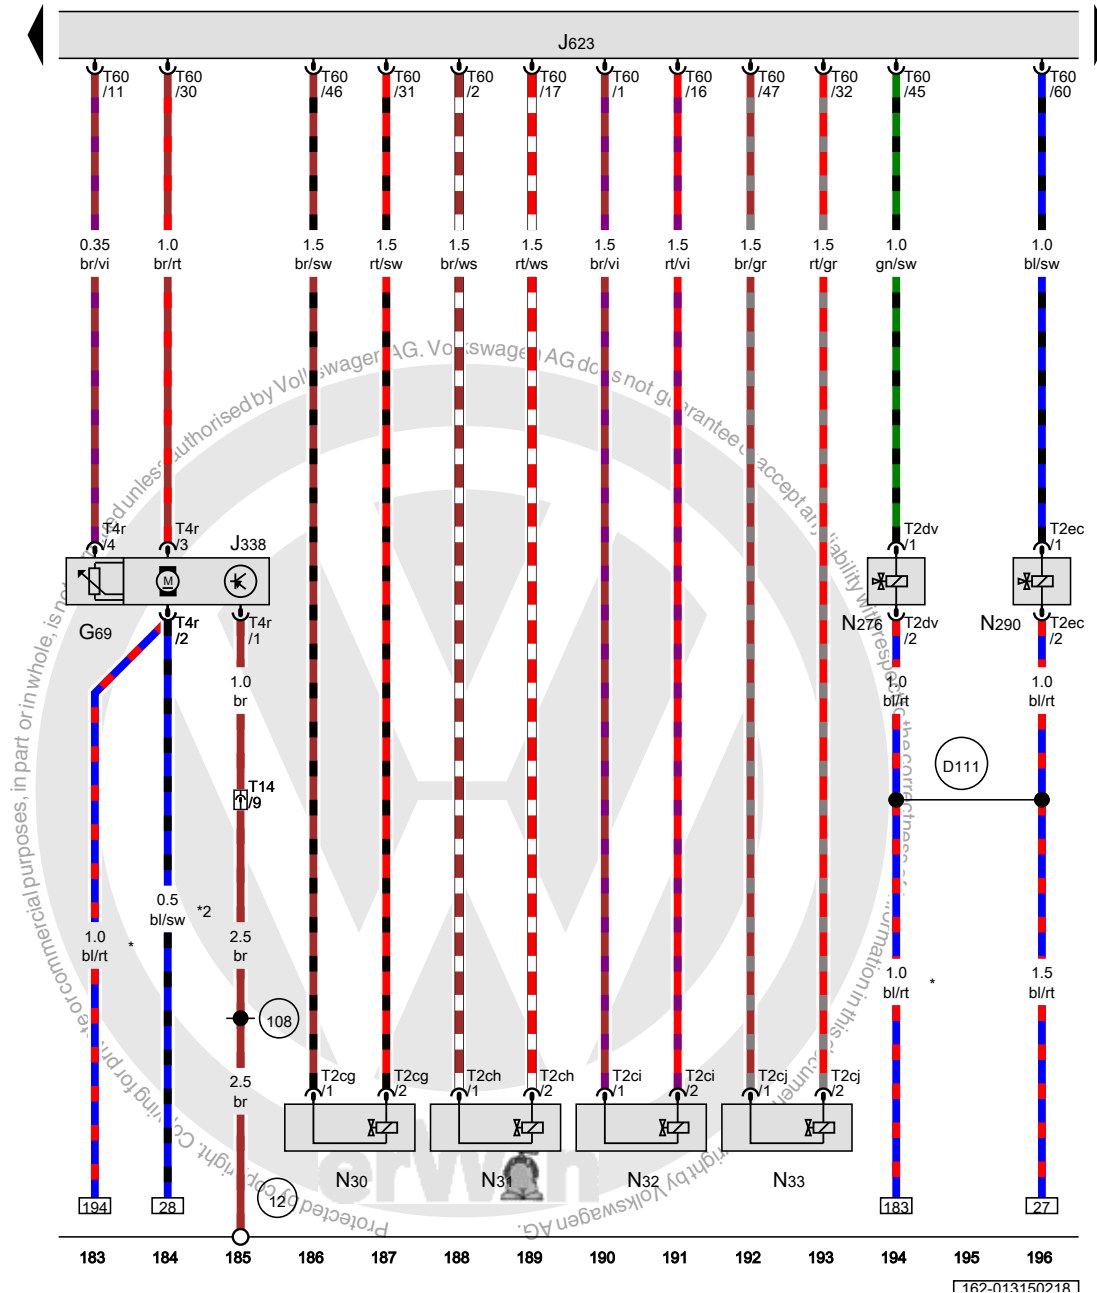 J623
T60 /11
T60 /30
T60 /46
T60 /31
T60 /2
T60 /17
T60 /1
T60 /16
T60 /47
T60 /32
T60 /45
T60 /60
0.35 br/vi
1.0 br/rt
1.5 br/sw
1.5 rt/sw
1.5 br/ws
1.5 rt/ws
1.5 br/vi
1.5 rt/vi
1.5 br/gr
1.5 rt/gr
1.0 gn/sw
1.0 bl/sw
T4r /4
T4r /3
J338
T2dv /1
T2ec /1
G69
T4r /2
T4r /1
N276
T2dv /2
N290
T2ec /2
1.0 br
1.0 bl/rt
1.0 bl/rt
D111
T14 /9
0.5 bl/sw *2
1.0 bl/rt *
2.5 br
1.0 bl/rt *
1.5 bl/rt
108
2.5 br
T2cg /1
T2cg /2
T2ch /1
T2ch /2
T2ci /1
T2ci /2
T2cj /1
T2cj /2
N30
N31
N32
N33
194
28
12
183
27
183 184 185 186 187 188 189 190 191 192 193 194 195 196
162-013150218